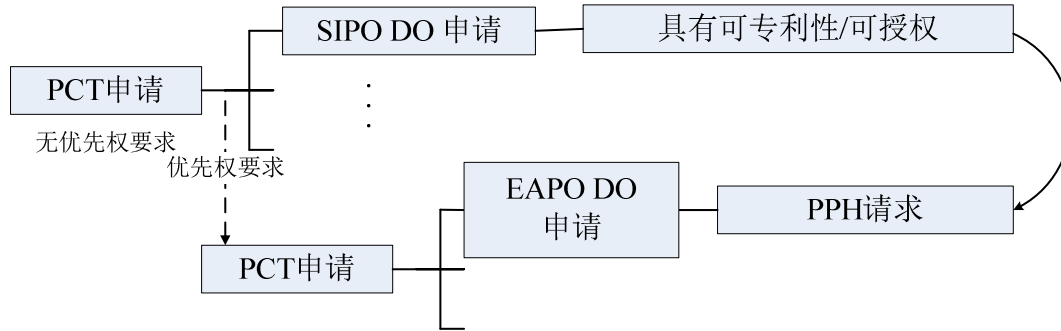 SIPO DO 申请
具有可专利性/可授权
PCT申请
无优先权要求
优先权要求
EAPO DO
申请
PPH请求
PCT申请